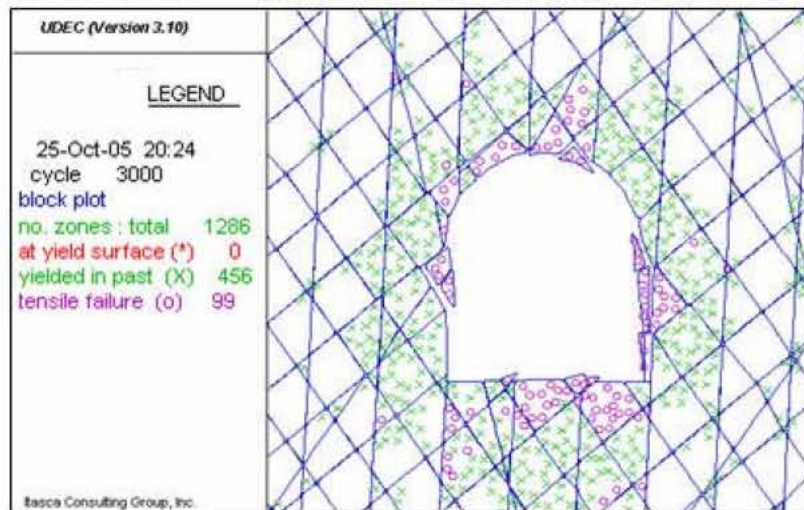 UDEC (Version 3.10)
LEGEND
25-Oct-05 20:24
cycle 3000
block plot
no. zones : total 1286
at yield surface (*) 0
yielded in past (X) 456
tensile failure (o) 99
Itasca Consulting Group, Inc.